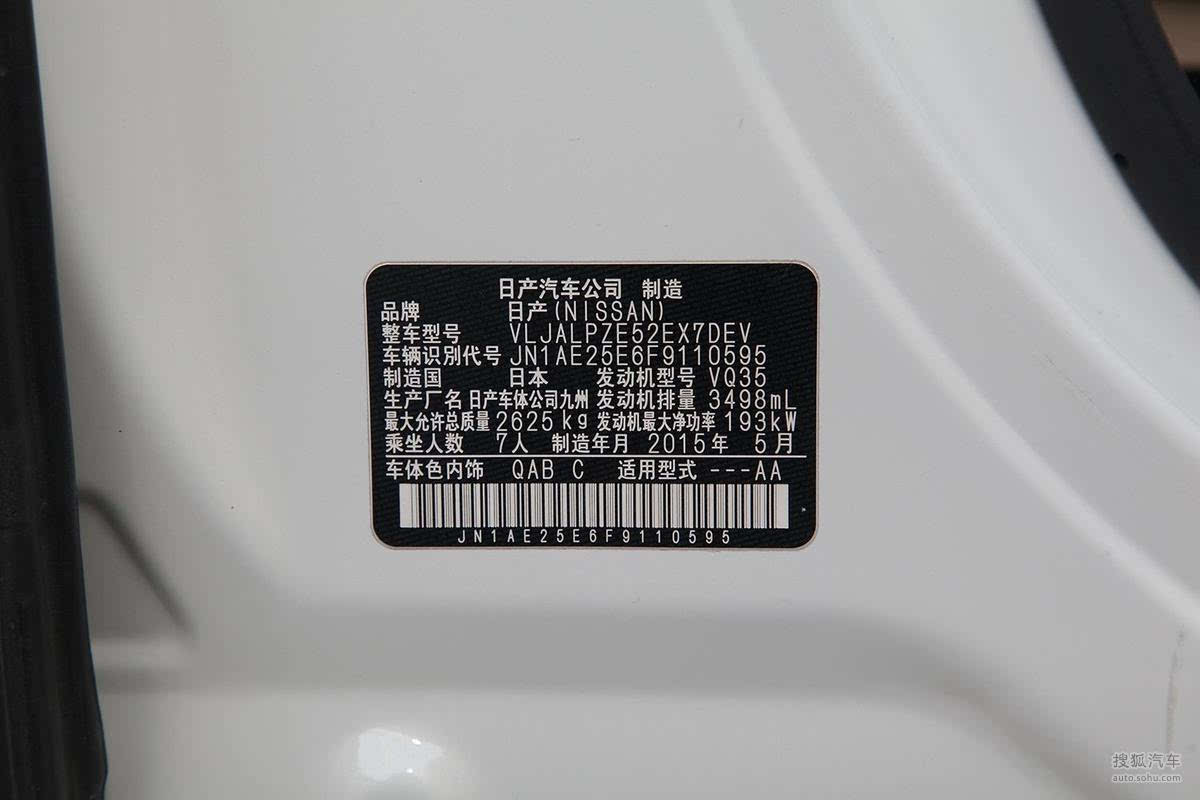 日产汽车公司 制造
品牌 日产(NISSAN)
整车型号 VLJALPZE52EX7DEV
车辆识别代号 JN1AE25E6F9110595
制造国 日本 发动机型号 VQ35
生产厂名 日产车体公司九州 发动机排量 3498mL
最大允许总质量 2625kg 发动机最大净功率 193kW
乘坐人数 7人 制造年月 2015年 5月
车体色内饰 QAB C 适用型式 ---AA
JN1AE25E6F9110595
搜狐汽车
auto.sohu.com